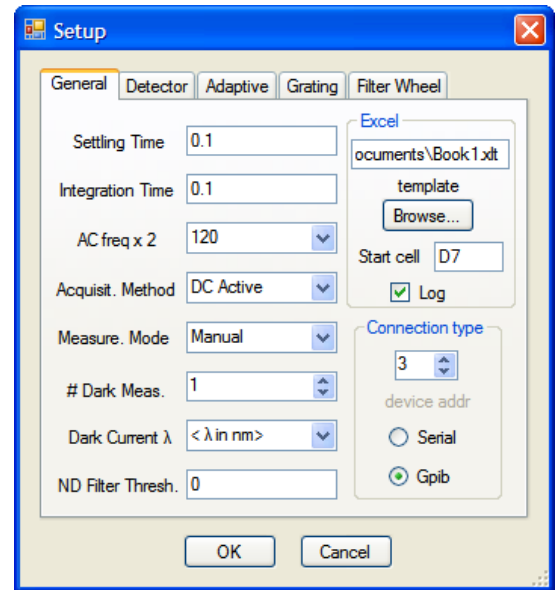 Setup
General Detector Adaptive Grating Filter Wheel
Settling Time 0.1
Integration Time 0.1
AC freq x 2 120
Acquisit. Method DC Active
Measure. Mode Manual
# Dark Meas. 1
Dark Current λ < λ in nm>
ND Filter Thresh. 0
Excel
ocuments\Book1.xlt
template
Browse...
Start cell D7
Log
Connection type
3
device addr
Serial
Gpib
OK Cancel